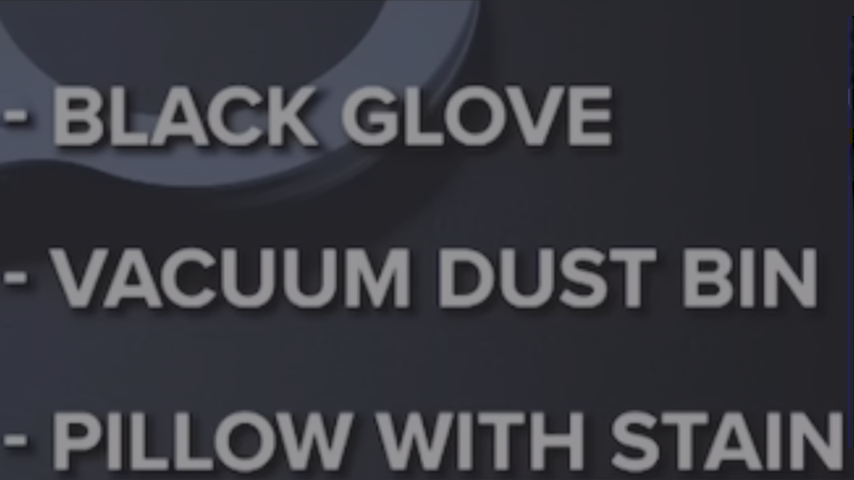 - BLACK GLOVE
- VACUUM DUST BIN
- PILLOW WITH STAIN